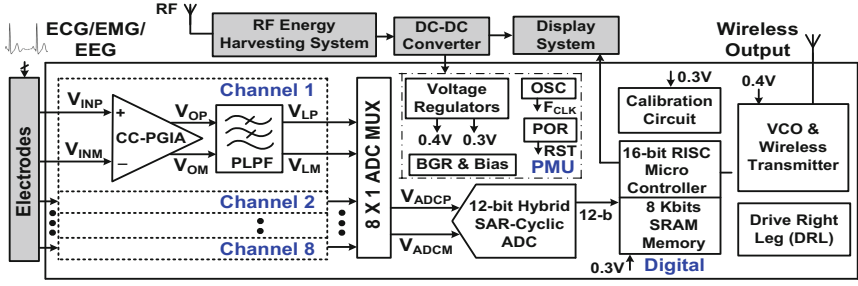 ECG/EMG/
EEG
RF
RF Energy
Harvesting System
DC-DC
Converter
Display
System
Wireless
Output
Electrodes
Channel 1
V_INP
V_INM
+
−
CC-PGIA
V_OP
V_OM
PLPF
V_LP
V_LM
Channel 2
Channel 8
8 X 1 ADC MUX
Voltage
Regulators
0.4V
0.3V
BGR & Bias
OSC
F_CLK
POR
RST
PMU
V_ADCP
V_ADCM
12-bit Hybrid
SAR-Cyclic
ADC
12-b
0.3V
Calibration
Circuit
16-bit RISC
Micro
Controller
8 Kbits
SRAM
Memory
0.3V
Digital
0.4V
VCO &
Wireless
Transmitter
Drive Right
Leg (DRL)